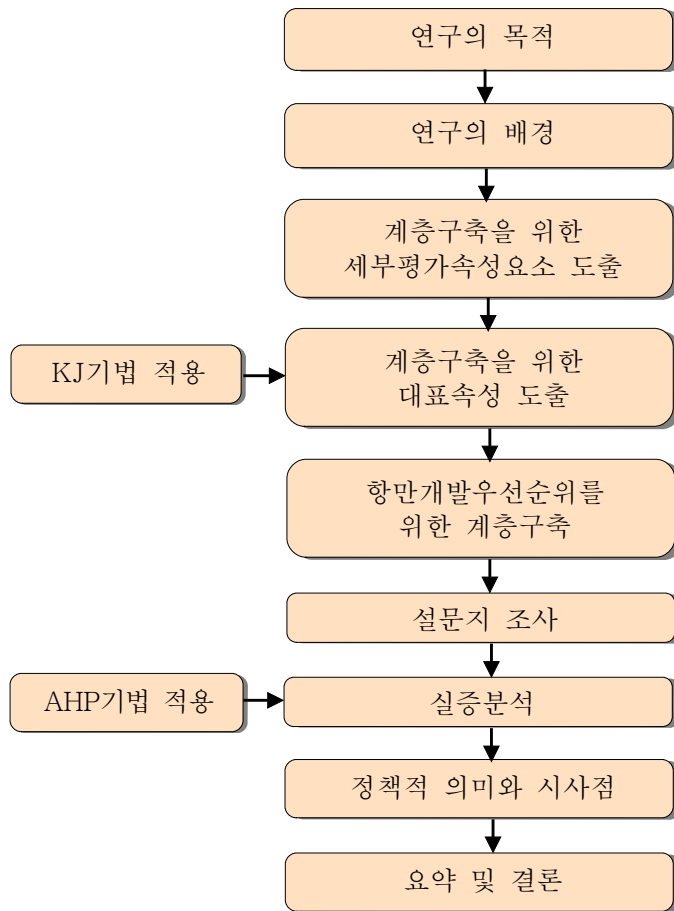 연구의 목적
연구의 배경
계층구축을 위한
세부평가속성요소 도출
KJ기법 적용
계층구축을 위한
대표속성 도출
항만개발우선순위를
위한 계층구축
설문지 조사
AHP기법 적용
실증분석
정책적 의미와 시사점
요약 및 결론